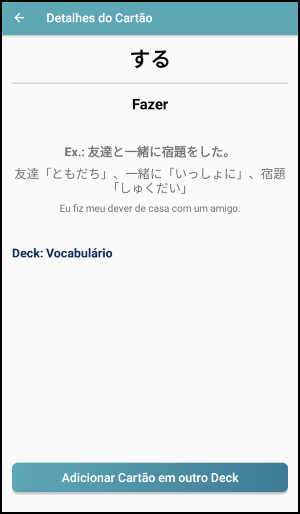 Detalhes do Cartão
する
Fazer
Ex.: 友達と一緒に宿題をした。
友達「ともだち」、一緒に「いっしょに」、宿題
「しゅくだい」
Eu fiz meu dever de casa com um amigo.
Deck: Vocabulário
Adicionar Cartão em outro Deck